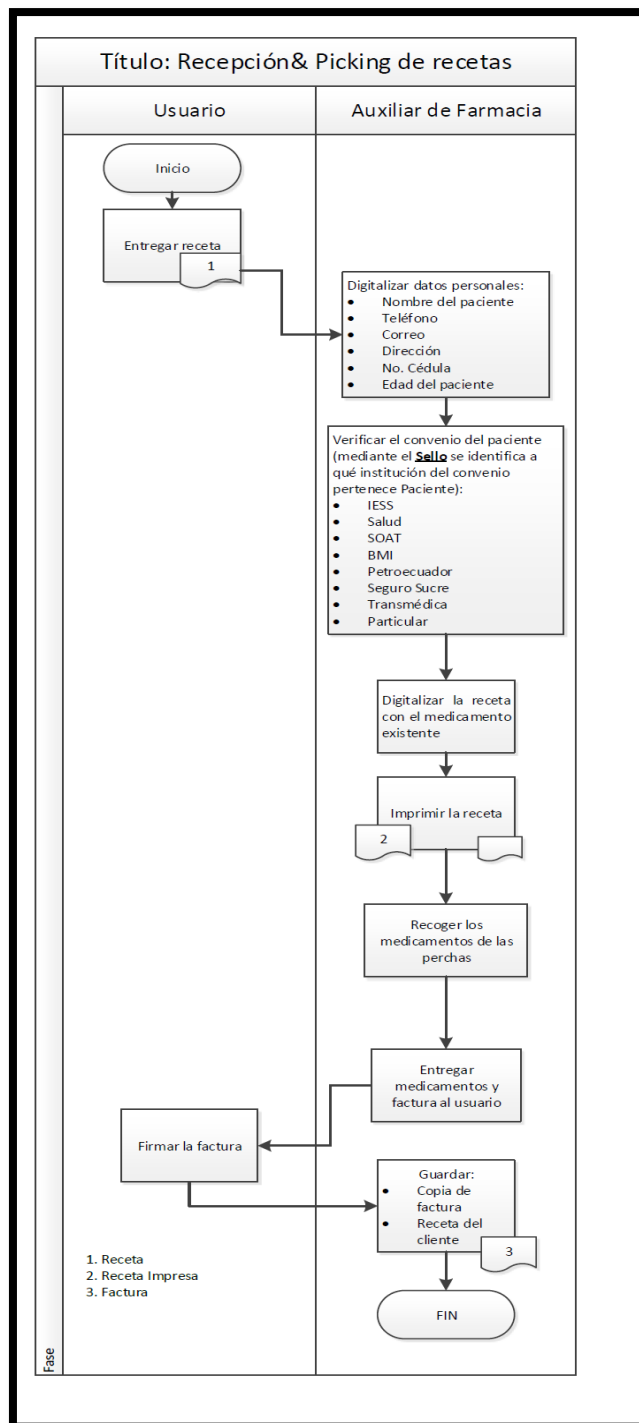 Título: Recepción& Picking de recetas
Usuario
Auxiliar de Farmacia
Inicio
Entregar receta
1
Digitalizar datos personales:
• Nombre del paciente
• Teléfono
• Correo
• Dirección
• No. Cédula
• Edad del paciente
Verificar el convenio del paciente
(mediante el Sello se identifica a
qué institución del convenio
pertenece Paciente):
• IESS
• Salud
• SOAT
• BMI
• Petroecuador
• Seguro Sucre
• Transmédica
• Particular
Digitalizar la receta
con el medicamento
existente
Imprimir la receta
2
Recoger los
medicamentos de las
perchas
Entregar
medicamentos y
factura al usuario
Firmar la factura
Guardar:
• Copia de
factura
• Receta del
cliente
3
1. Receta
2. Receta Impresa
3. Factura
FIN
Fase